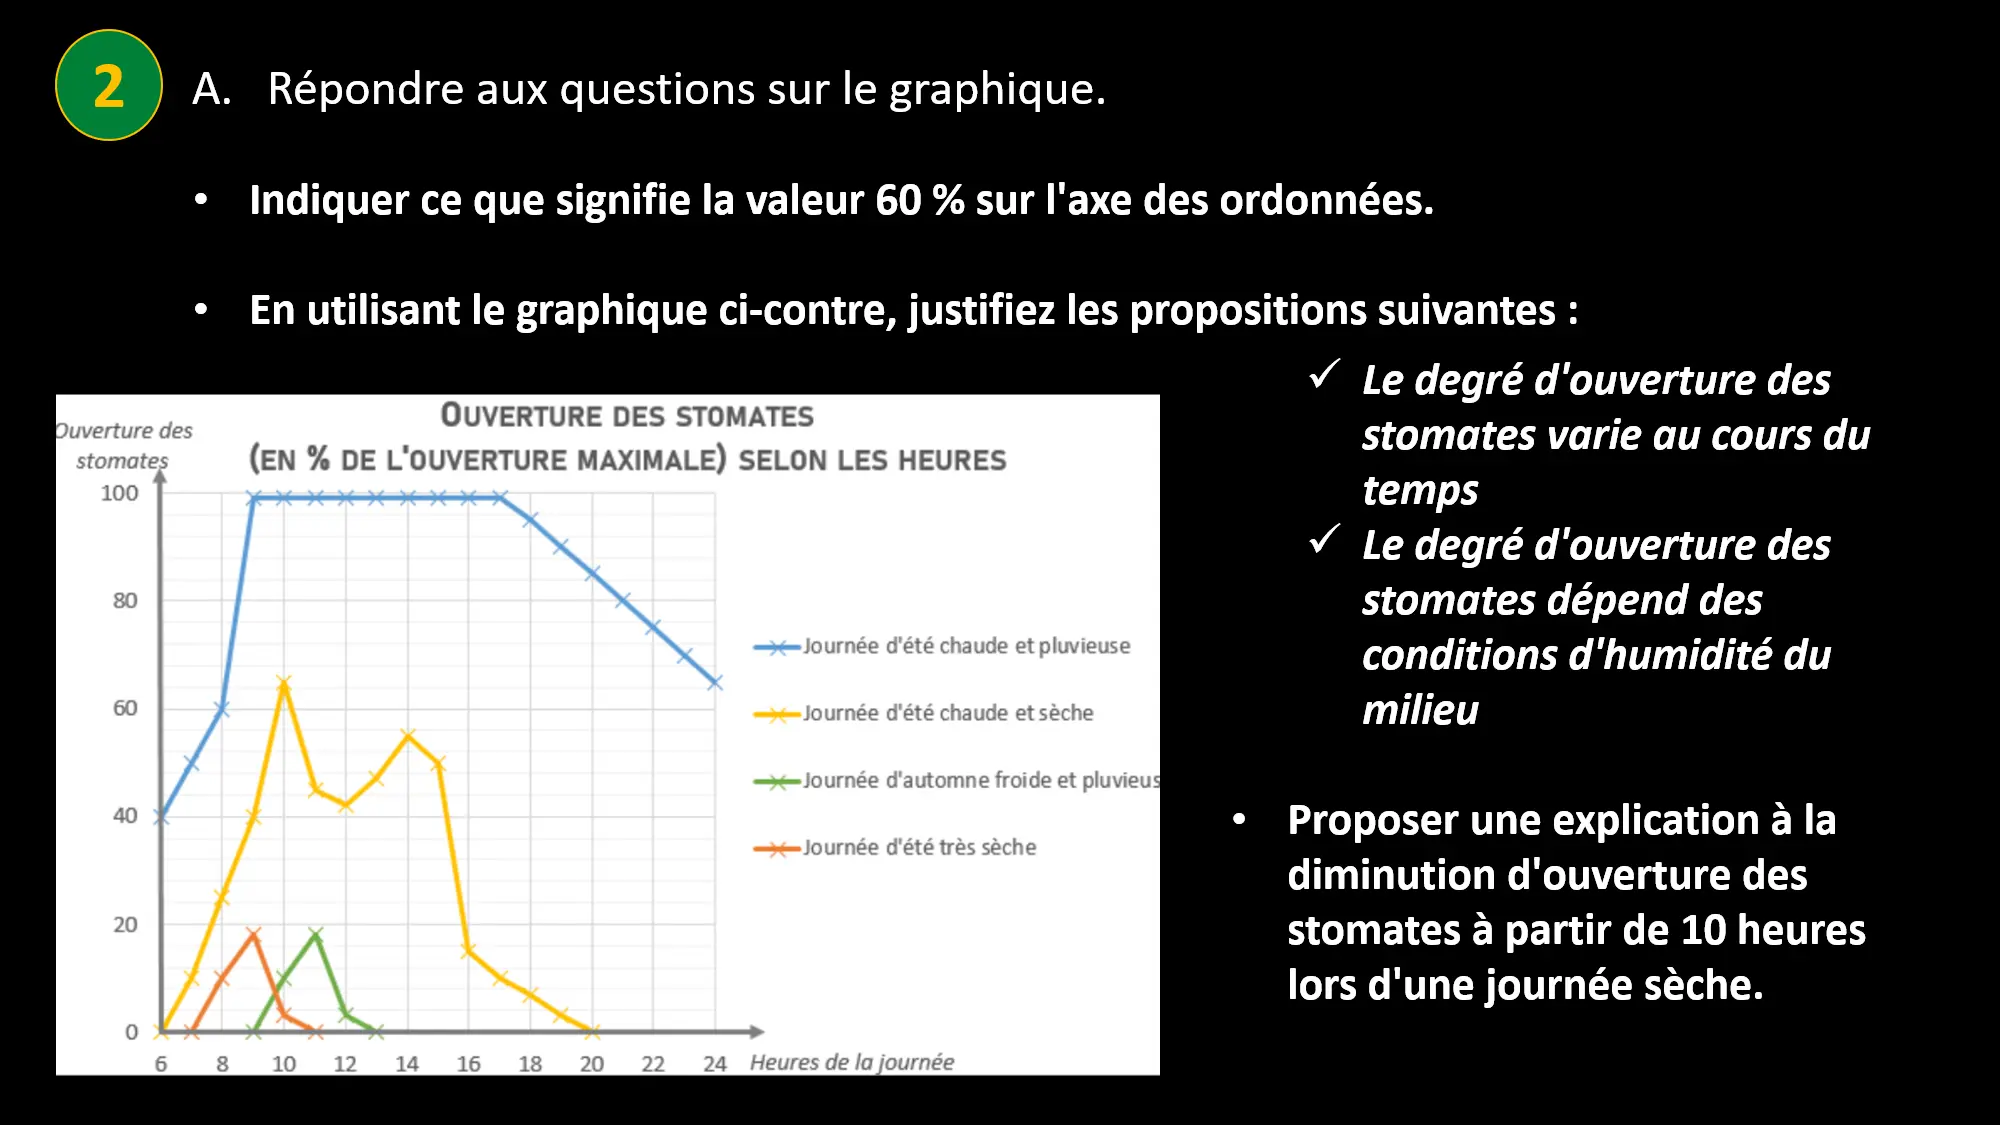 2
A. Répondre aux questions sur le graphique.
• Indiquer ce que signifie la valeur 60 % sur l'axe des ordonnées.
• En utilisant le graphique ci-contre, justifiez les propositions suivantes :
✓ Le degré d'ouverture des
stomates varie au cours du
temps
✓ Le degré d'ouverture des
stomates dépend des
conditions d'humidité du
milieu
• Proposer une explication à la
diminution d'ouverture des
stomates à partir de 10 heures
lors d'une journée sèche.
OUVERTURE DES STOMATES
(EN % DE L'OUVERTURE MAXIMALE) SELON LES HEURES
Ouverture des
stomates
100
80
60
40
20
0
6 8 10 12 14 16 18 20 22 24
Heures de la journée
Journée d'été chaude et pluvieuse
Journée d'été chaude et sèche
Journée d'automne froide et pluvieus
Journée d'été très sèche